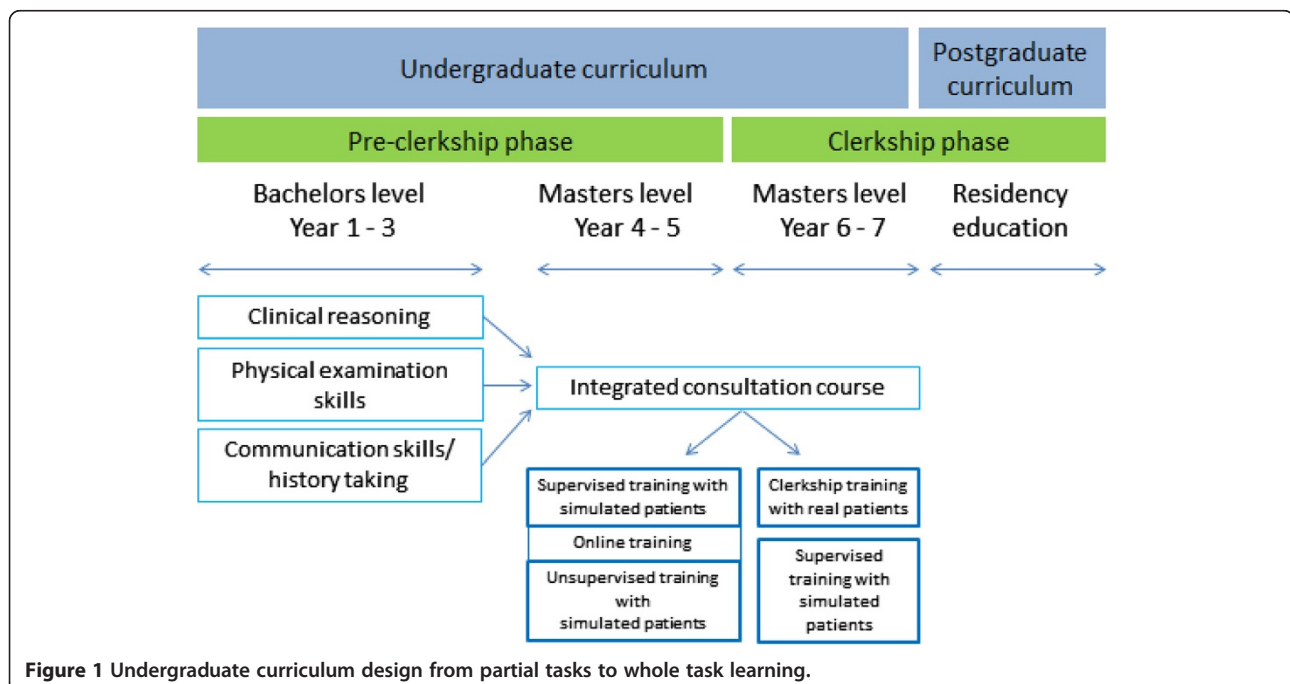 Undergraduate curriculum
Postgraduate
curriculum
Pre-clerkship phase
Clerkship phase
Bachelors level
Year 1 - 3
Masters level
Year 4 - 5
Masters level
Year 6 - 7
Residency
education
Clinical reasoning
Physical examination
skills
Communication skills/
history taking
Integrated consultation course
Supervised training with
simulated patients
Online training
Unsupervised training
with
simulated patients
Clerkship training
with real patients
Supervised
training with
simulated
patients
Figure 1 Undergraduate curriculum design from partial tasks to whole task learning.